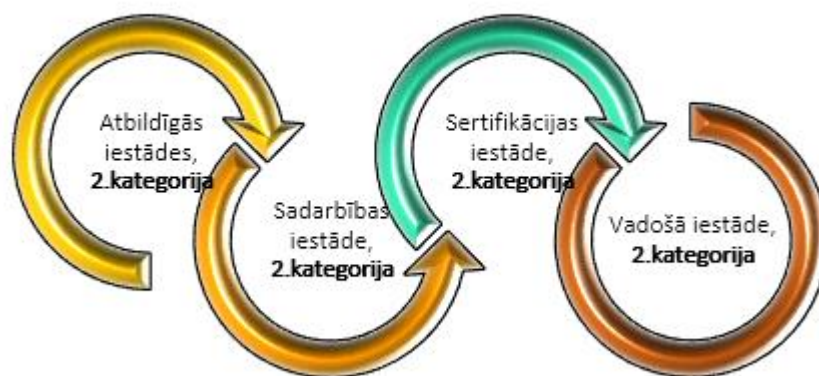 Atbildīgās
iestādes,
2.kategorija
Sadarbības
iestāde,
2.kategorija
Sertifikācijas
iestāde,
2.kategorija
Vadošā iestāde,
2.kategorija